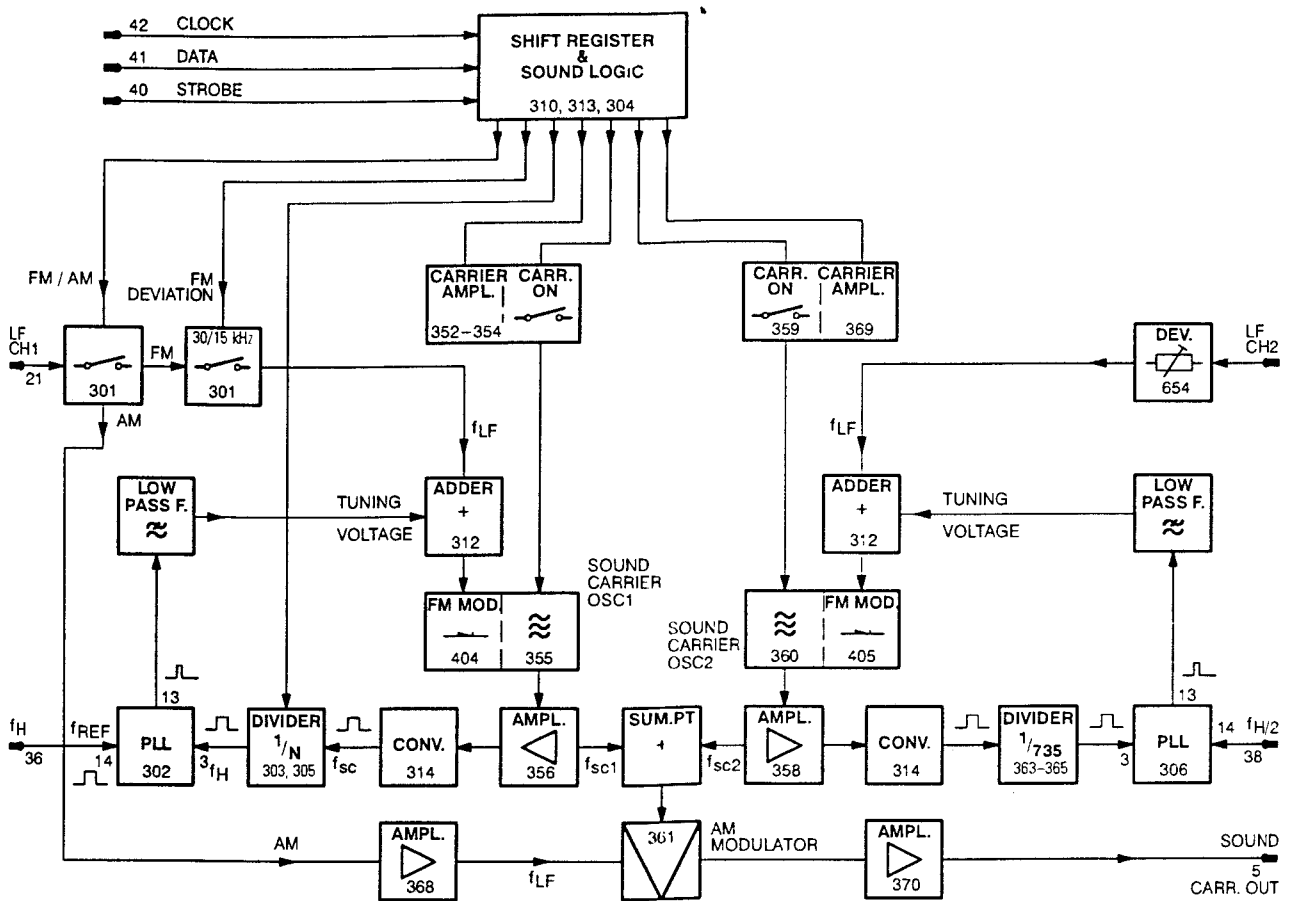 42 CLOCK
41 DATA
40 STROBE
SHIFT REGISTER
&
SOUND LOGIC
310, 313, 304
FM / AM
FM
DEVIATION
LF
CH1
21
301
FM
30/15 kHz
301
AM
CARRIER
AMPL.
352–354
CARR.
ON
CARR.
ON
359
CARRIER
AMPL.
369
DEV.
654
LF
CH2
fLF
fLF
LOW
PASS F.
≈
TUNING
VOLTAGE
ADDER
+
312
ADDER
+
312
TUNING
VOLTAGE
LOW
PASS F.
≈
SOUND
CARRIER
OSC1
FM MOD.
404
355
SOUND
CARRIER
OSC2
360
FM MOD.
405
13
13
fH
36
fREF
14
PLL
302
3
fH
DIVIDER
1/N
303, 305
fsc
CONV.
314
AMPL.
356
fsc1
SUM.PT
+
fsc2
AMPL.
358
CONV.
314
DIVIDER
1/735
363–365
3
PLL
306
14
fH/2
38
AM
AMPL.
368
fLF
361
AM
MODULATOR
AMPL.
370
SOUND
5
CARR. OUT